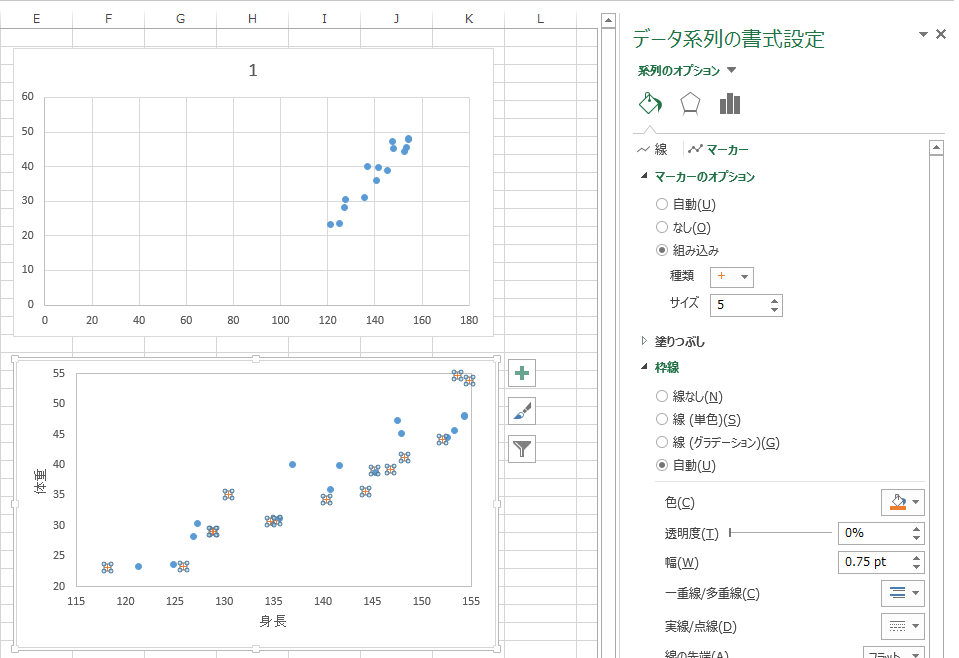 E F G H I J K L
1
60
50
40
30
20
10
0
0 20 40 60 80 100 120 140 160 180
55
50
45
40
35
30
25
20
体重
115 120 125 130 135 140 145 150 155
身長
データ系列の書式設定
系列のオプション
線 マーカー
マーカーのオプション
自動(U)
なし(O)
組み込み
種類
サイズ 5
塗りつぶし
枠線
線なし(N)
線 (単色)(S)
線 (グラデーション)(G)
自動(U)
色(C)
透明度(T) 0%
幅(W) 0.75 pt
一重線/多重線(C)
実線/点線(D)
線の先端(A) フラット